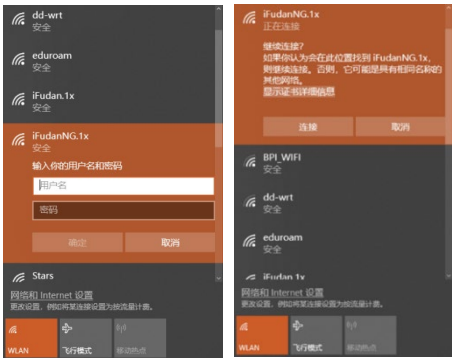 dd-wrt
安全
eduroam
安全
iFudan.1x
安全
iFudanNG.1x
安全
输入你的用户名和密码
用户名
密码
确定
取消
Stars
网络和 Internet 设置
更改设置，例如将某连接设置为按流量计费。
WLAN
飞行模式
移动热点
iFudanNG.1x
正在连接
继续连接?
如果你认为会在此位置找到 iFudanNG.1x，
则继续连接。否则，它可能是具有相同名称的
其他网络。
显示证书详细信息
连接
取消
BPI_WIFI
安全
dd-wrt
安全
eduroam
安全
iFudan.1x
网络和 Internet 设置
更改设置，例如将某连接设置为按流量计费。
WLAN
飞行模式
移动热点